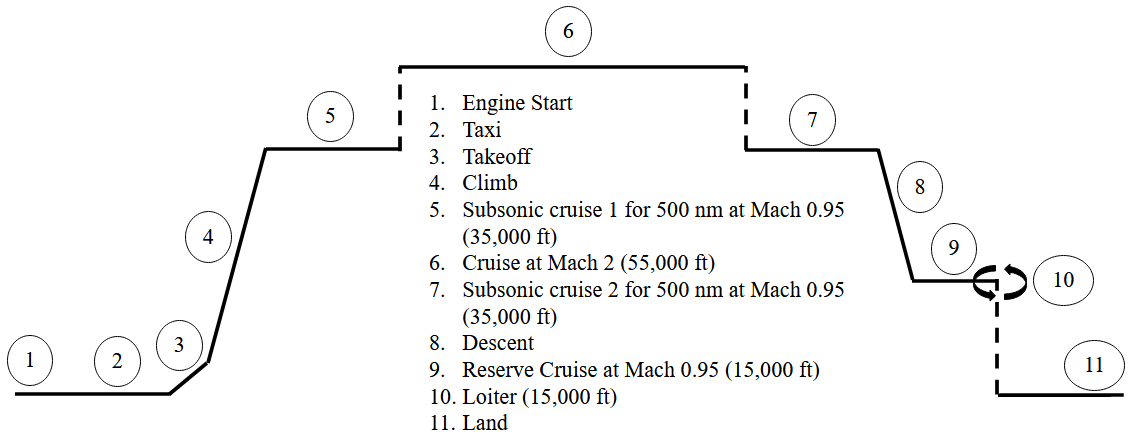 6
5
7
1. Engine Start
2. Taxi
3. Takeoff
4. Climb
5. Subsonic cruise 1 for 500 nm at Mach 0.95
(35,000 ft)
6. Cruise at Mach 2 (55,000 ft)
7. Subsonic cruise 2 for 500 nm at Mach 0.95
(35,000 ft)
8. Descent
9. Reserve Cruise at Mach 0.95 (15,000 ft)
10. Loiter (15,000 ft)
11. Land
8
4
9
10
3
1
2
11